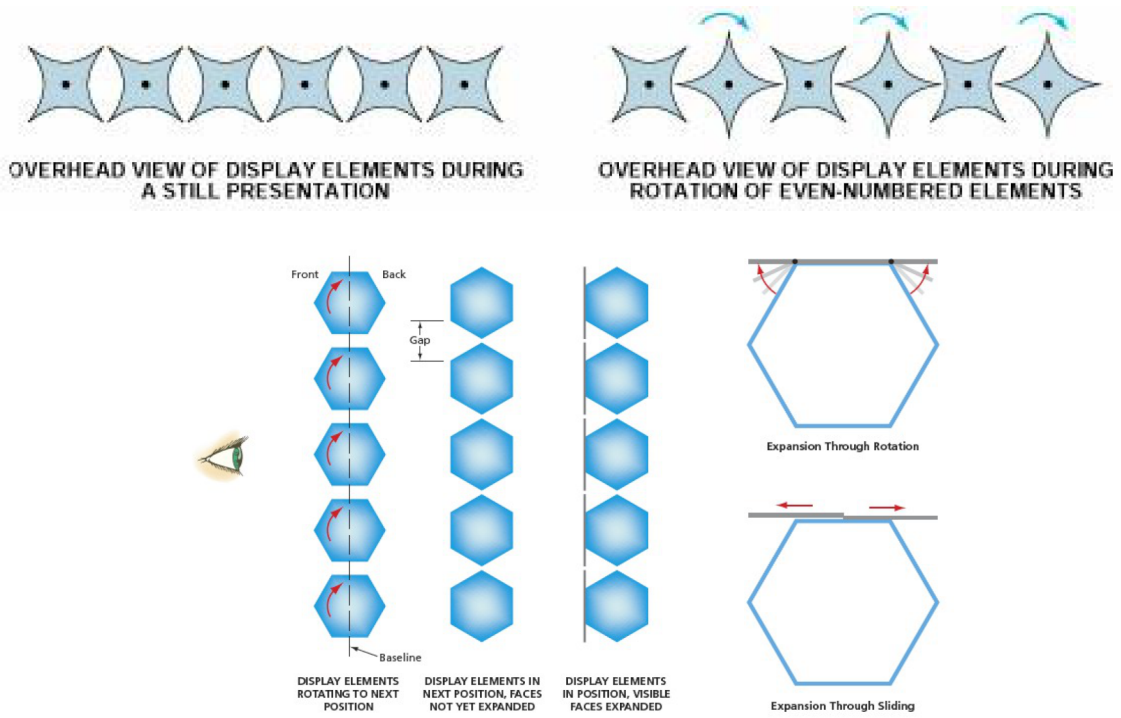 OVERHEAD VIEW OF DISPLAY ELEMENTS DURING
A STILL PRESENTATION
OVERHEAD VIEW OF DISPLAY ELEMENTS DURING
ROTATION OF EVEN-NUMBERED ELEMENTS
Front
Back
Gap
Baseline
DISPLAY ELEMENTS
ROTATING TO NEXT
POSITION
DISPLAY ELEMENTS IN
NEXT POSITION, FACES
NOT YET EXPANDED
DISPLAY ELEMENTS
IN POSITION, VISIBLE
FACES EXPANDED
Expansion Through Rotation
Expansion Through Sliding